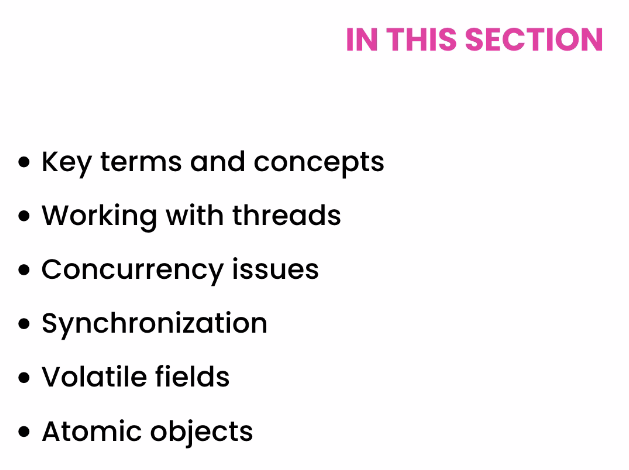 IN THIS SECTION
• Key terms and concepts
• Working with threads
• Concurrency issues
• Synchronization
• Volatile fields
• Atomic objects